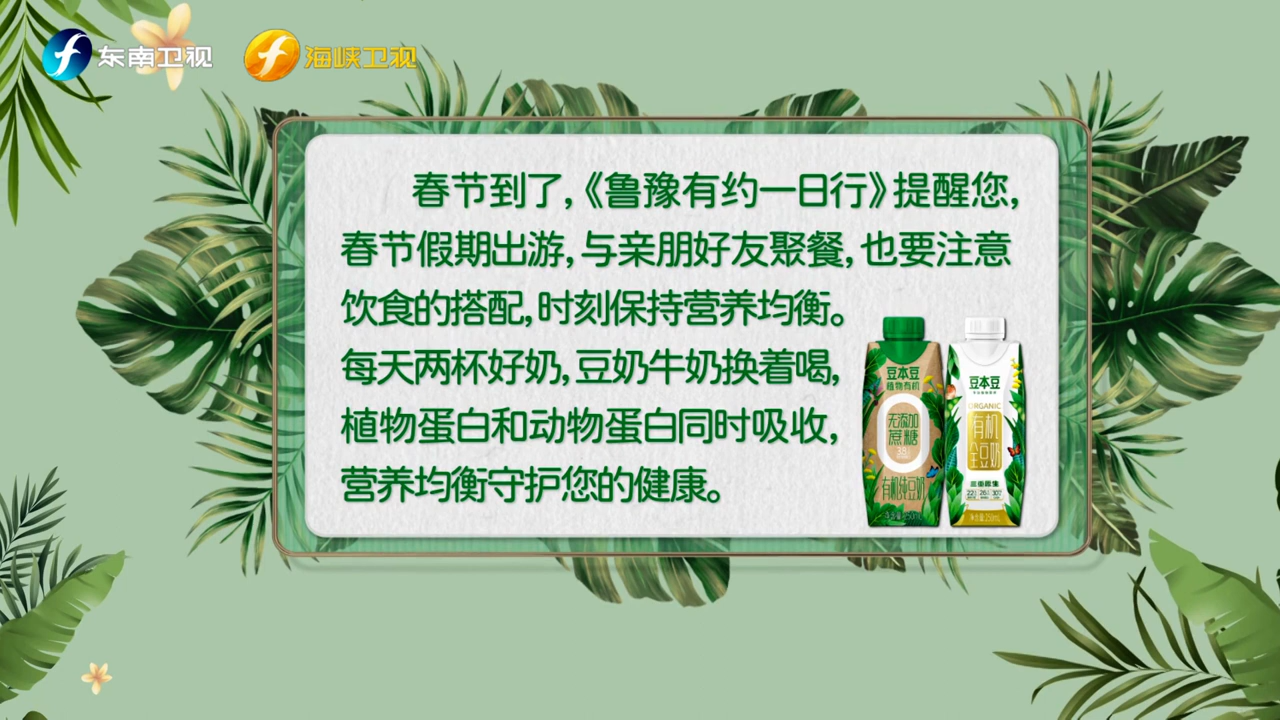 东南卫视
海峡卫视
春节到了,《鲁豫有约一日行》提醒您,
春节假期出游,与亲朋好友聚餐,也要注意
饮食的搭配,时刻保持营养均衡。
每天两杯好奶,豆奶牛奶换着喝,
植物蛋白和动物蛋白同时吸收,
营养均衡守护您的健康。
豆本豆
植物有机
0
无添加
蔗糖
有机纯豆奶
豆本豆
ORGANIC
有机
全豆奶
净含量:250mL